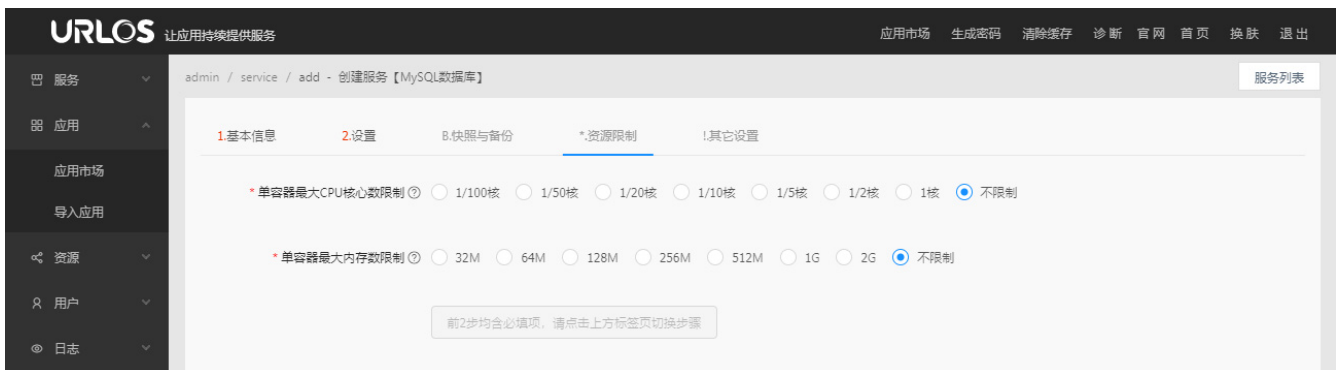 URLOS 让应用持续提供服务 应用市场 生成密码 清除缓存 诊断 官网 首页 换肤 退出
服务
admin / service / add - 创建服务【MySQL数据库】 服务列表
应用
1.基本信息 2.设置 B.快照与备份 *.资源限制 !.其它设置
应用市场
* 单容器最大CPU核心数限制 1/100核 1/50核 1/20核 1/10核 1/5核 1/2核 1核 不限制
导入应用
资源
* 单容器最大内存数限制 32M 64M 128M 256M 512M 1G 2G 不限制
用户
前2步均含必填项，请点击上方标签页切换步骤
日志